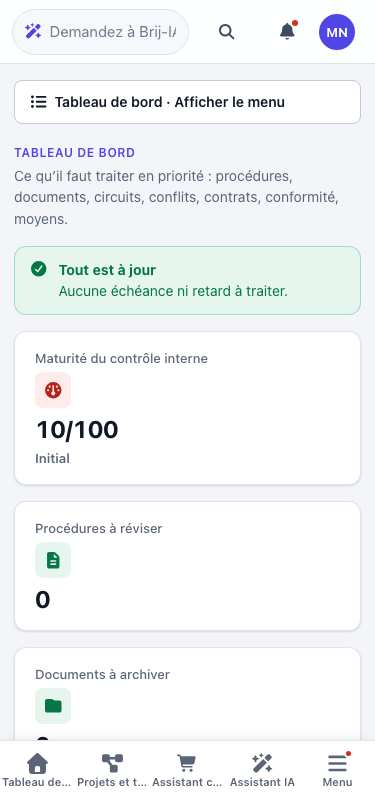 Demandez à Brij-IA
MN
Tableau de bord · Afficher le menu
TABLEAU DE BORD
Ce qu’il faut traiter en priorité : procédures,
documents, circuits, conflits, contrats, conformité,
moyens.
Tout est à jour
Aucune échéance ni retard à traiter.
Maturité du contrôle interne
10/100
Initial
Procédures à réviser
0
Documents à archiver
Tableau de... Projets et t... Assistant c... Assistant IA Menu